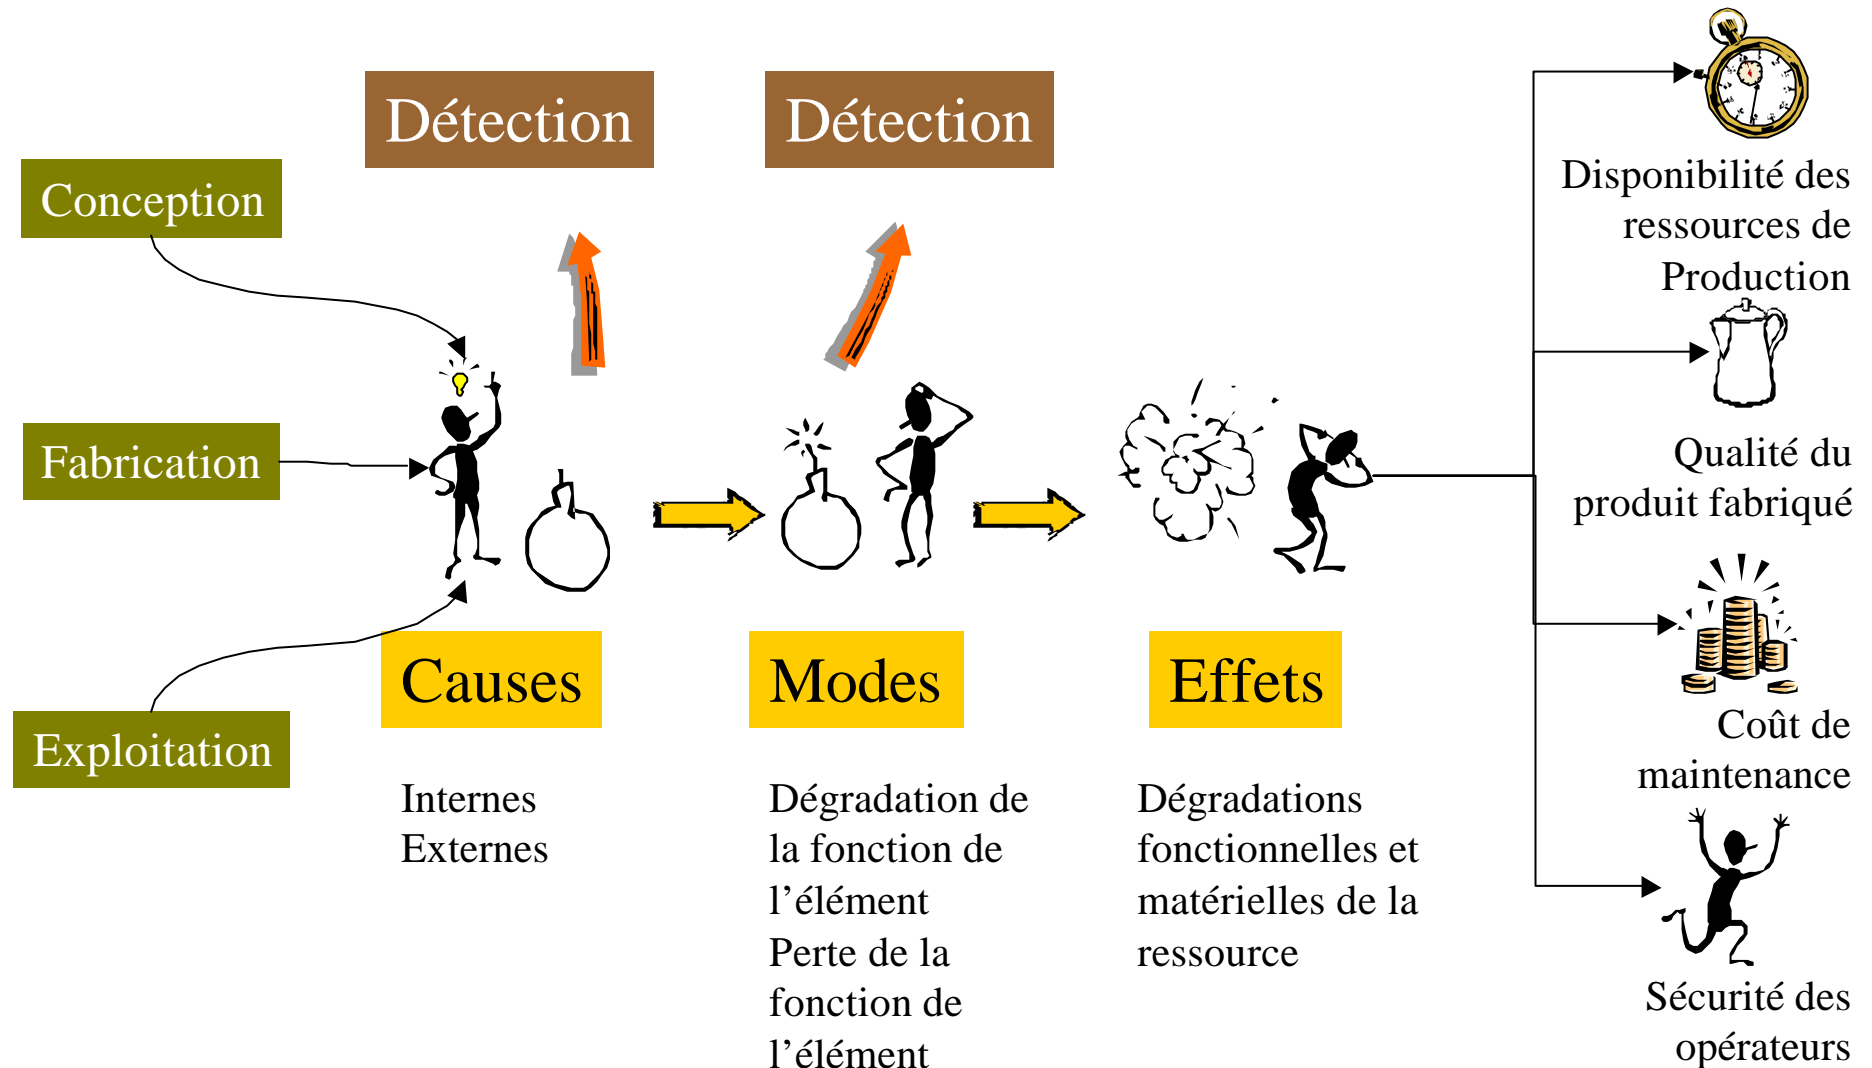 Détection
Détection
Conception
Fabrication
Exploitation
Causes
Internes
Externes
Modes
Dégradation de
la fonction de
l’élément
Perte de la
fonction de
l’élément
Effets
Dégradations
fonctionnelles et
matérielles de la
ressource
Disponibilité des
ressources de
Production
Qualité du
produit fabriqué
Coût de
maintenance
Sécurité des
opérateurs